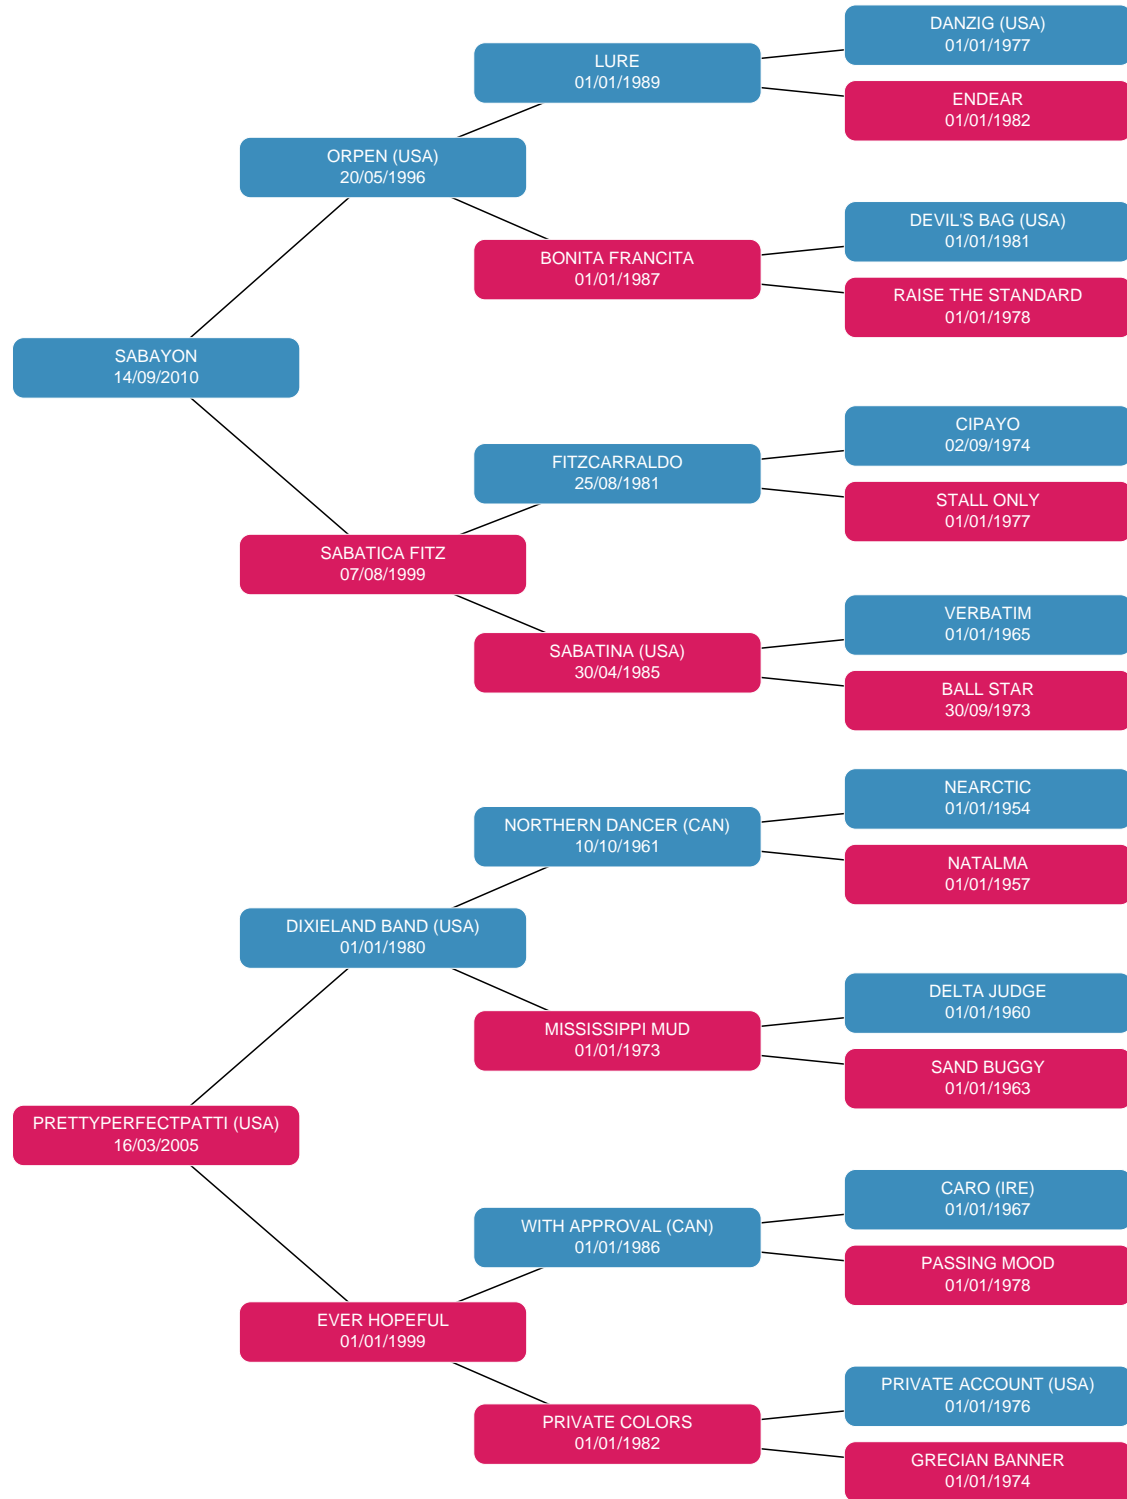 DANZIG (USA)
01/01/1977
LURE
01/01/1989
ENDEAR
01/01/1982
ORPEN (USA)
20/05/1996
DEVIL'S BAG (USA)
01/01/1981
BONITA FRANCITA
01/01/1987
RAISE THE STANDARD
01/01/1978
SABAYON
14/09/2010
CIPAYO
02/09/1974
FITZCARRALDO
25/08/1981
STALL ONLY
01/01/1977
SABATICA FITZ
07/08/1999
VERBATIM
01/01/1965
SABATINA (USA)
30/04/1985
BALL STAR
30/09/1973
NEARCTIC
01/01/1954
NORTHERN DANCER (CAN)
10/10/1961
NATALMA
01/01/1957
DIXIELAND BAND (USA)
01/01/1980
DELTA JUDGE
01/01/1960
MISSISSIPPI MUD
01/01/1973
SAND BUGGY
01/01/1963
PRETTYPERFECTPATTI (USA)
16/03/2005
CARO (IRE)
01/01/1967
WITH APPROVAL (CAN)
01/01/1986
PASSING MOOD
01/01/1978
EVER HOPEFUL
01/01/1999
PRIVATE ACCOUNT (USA)
01/01/1976
PRIVATE COLORS
01/01/1982
GRECIAN BANNER
01/01/1974